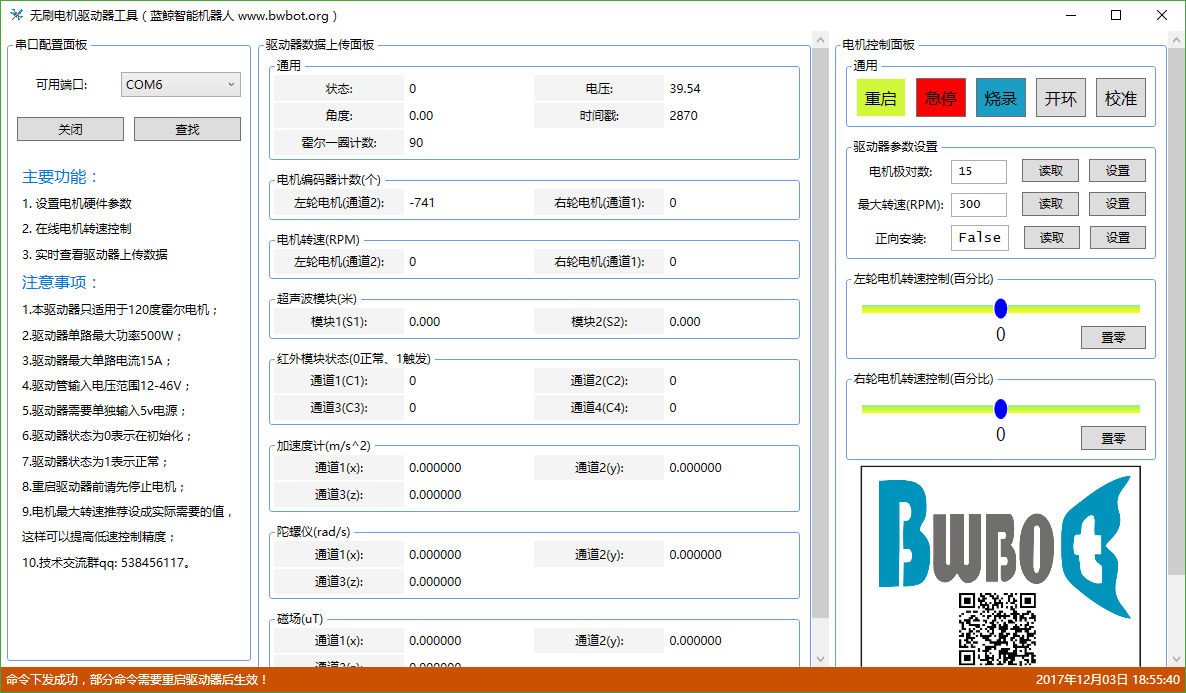 无刷电机驱动器工具 ( 蓝鲸智能机器人 www.bwbot.org )
串口配置面板
可用端口:
COM6
关闭
查找
主要功能：
1. 设置电机硬件参数
2. 在线电机转速控制
3. 实时查看驱动器上传数据
注意事项：
1.本驱动器只适用于120度霍尔电机；
2.驱动器单路最大功率500W；
3.驱动器最大单路电流15A；
4.驱动管输入电压范围12-46V；
5.驱动器需要单独输入5v电源；
6.驱动器状态为0表示在初始化；
7.驱动器状态为1表示正常；
8.重启驱动器前请先停止电机；
9.电机最大转速推荐设成实际需要的值，
这样可以提高低速控制精度；
10.技术交流群qq: 538456117。
驱动器数据上传面板
通用
状态: 0 电压: 39.54
角度: 0.00 时间戳: 2870
霍尔一圈计数: 90
电机编码器计数(个)
左轮电机(通道2): -741 右轮电机(通道1): 0
电机转速(RPM)
左轮电机(通道2): 0 右轮电机(通道1): 0
超声波模块(米)
模块1(S1): 0.000 模块2(S2): 0.000
红外模块状态(0正常、1触发)
通道1(C1): 0 通道2(C2): 0
通道3(C3): 0 通道4(C4): 0
加速度计(m/s^2)
通道1(x): 0.000000 通道2(y): 0.000000
通道3(z): 0.000000
陀螺仪(rad/s)
通道1(x): 0.000000 通道2(y): 0.000000
通道3(z): 0.000000
磁场(uT)
通道1(x): 0.000000 通道2(y): 0.000000
通道3(z): 0.000000
电机控制面板
通用
重启 急停 烧录 开环 校准
驱动器参数设置
电机极对数: 15 读取 设置
最大转速(RPM): 300 读取 设置
正向安装: False 读取 设置
左轮电机转速控制(百分比)
0
置零
右轮电机转速控制(百分比)
0
置零
BWBOT
命令下发成功，部分命令需要重启驱动器后生效！
2017年12月03日 18:55:40